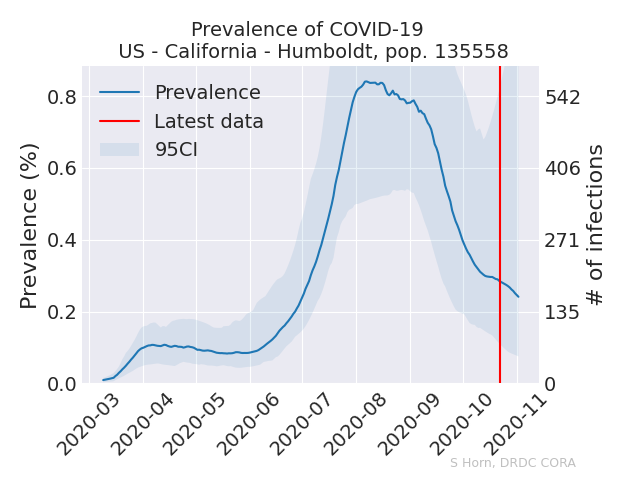 Prevalence of COVID-19
US - California - Humboldt, pop. 135558
Prevalence
Latest data
95CI
Prevalence (%)
0.8
0.6
0.4
0.2
0.0
542
406
271
135
0
# of infections
2020-03
2020-04
2020-05
2020-06
2020-07
2020-08
2020-09
2020-10
2020-11
S Horn, DRDC CORA